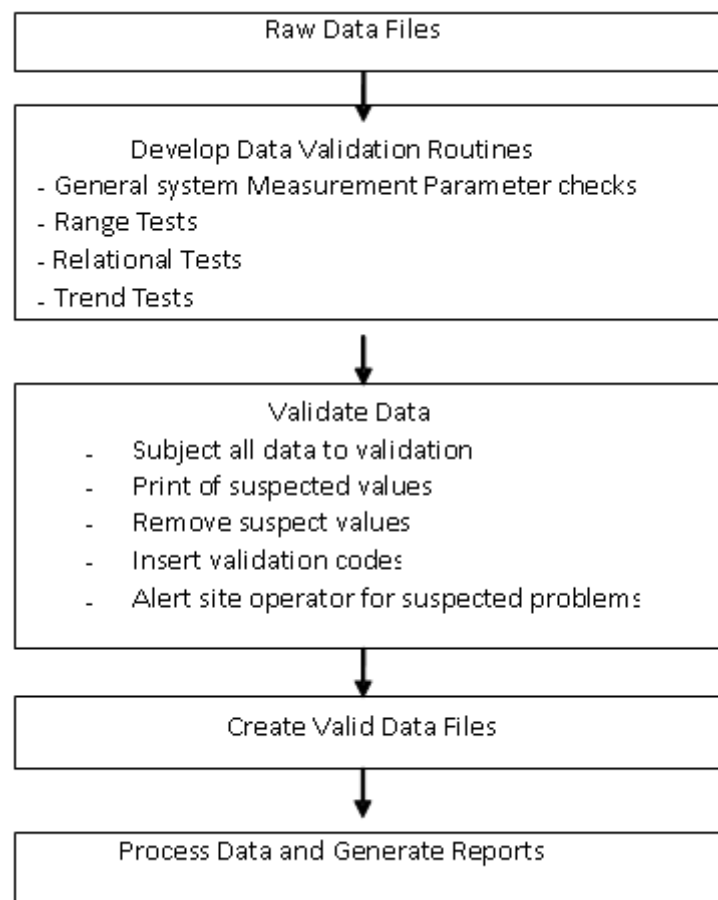 Raw Data Files
Develop Data Validation Routines
- General system Measurement Parameter checks
- Range Tests
- Relational Tests
- Trend Tests
Validate Data
- Subject all data to validation
- Print of suspected values
- Remove suspect values
- Insert validation codes
- Alert site operator for suspected problems
Create Valid Data Files
Process Data and Generate Reports